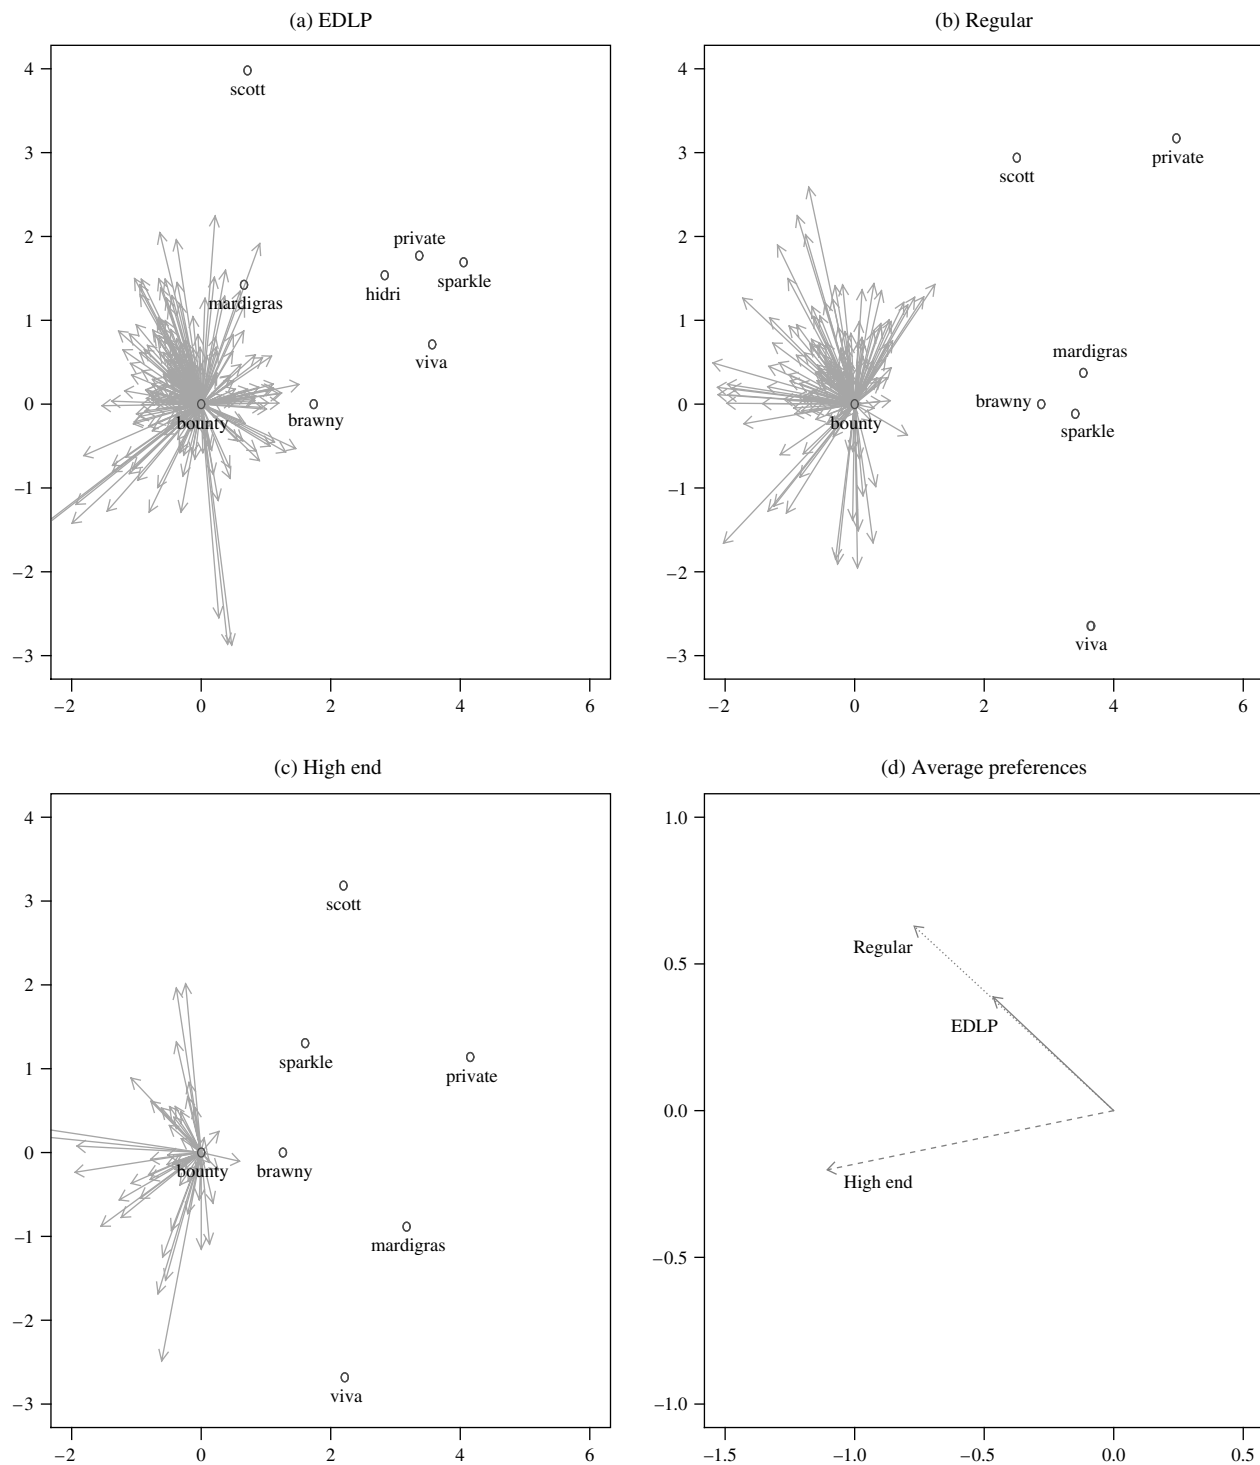 (a) EDLP
(b) Regular
4
3
2
1
0
−1
−2
−3
scott
private
hidri
sparkle
mardigras
viva
bounty
brawny
−2
0
2
4
6
4
3
2
1
0
−1
−2
−3
private
scott
mardigras
brawny
sparkle
bounty
viva
−2
0
2
4
6
(c) High end
(d) Average preferences
4
3
2
1
0
−1
−2
−3
scott
sparkle
private
bounty
brawny
mardigras
viva
−2
0
2
4
6
1.0
0.5
0.0
−0.5
−1.0
Regular
EDLP
High end
−1.5
−1.0
−0.5
0.0
0.5